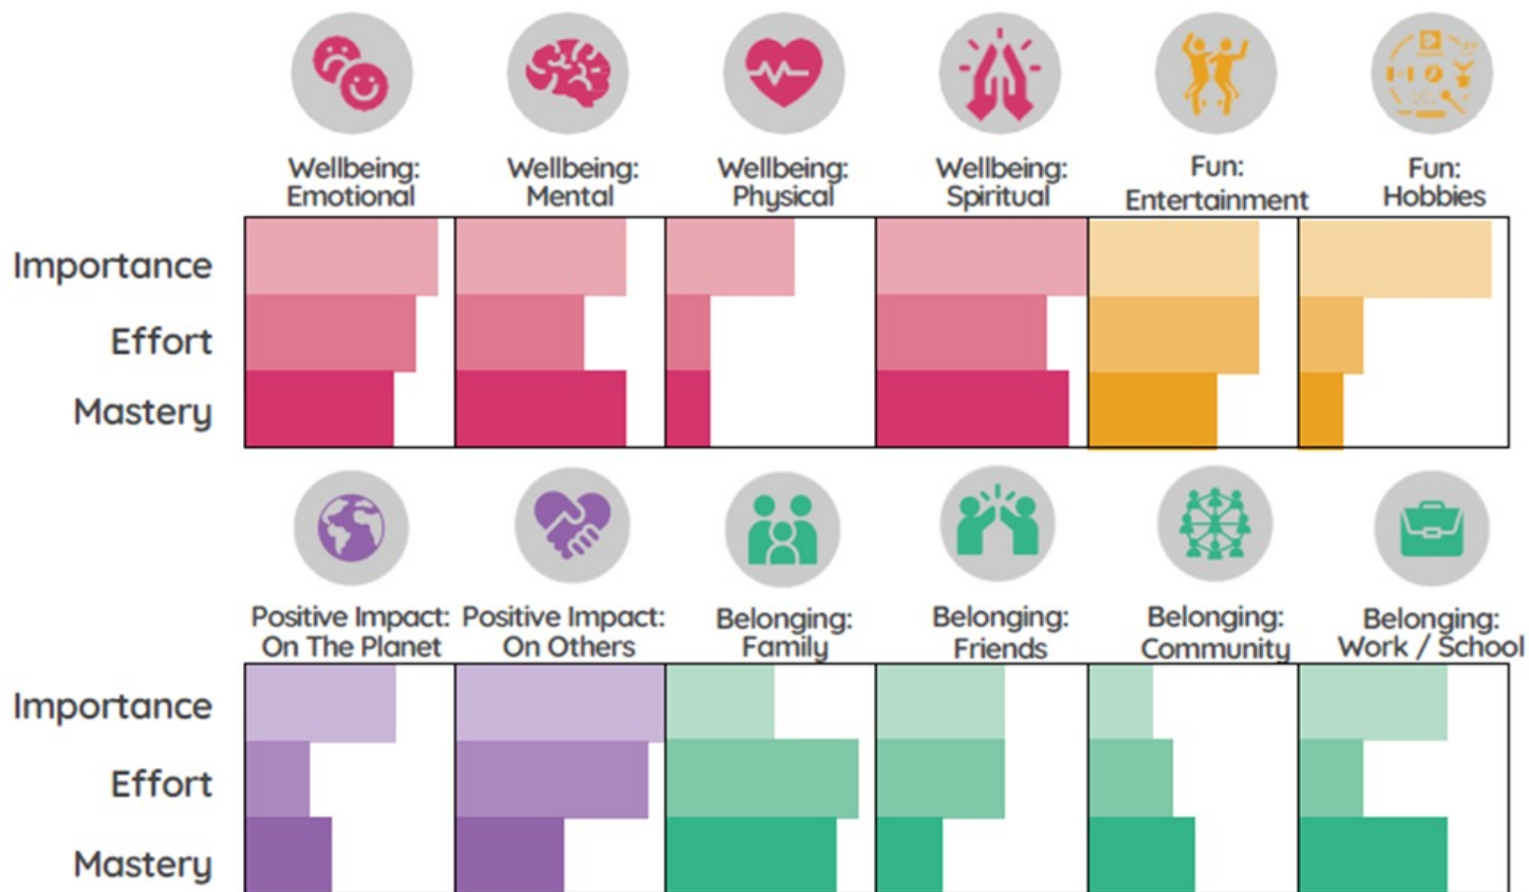 Wellbeing:
Emotional
Wellbeing:
Mental
Wellbeing:
Physical
Wellbeing:
Spiritual
Fun:
Entertainment
Fun:
Hobbies
Importance
Effort
Mastery
Positive Impact:
On The Planet
Positive Impact:
On Others
Belonging:
Family
Belonging:
Friends
Belonging:
Community
Belonging:
Work / School
Importance
Effort
Mastery